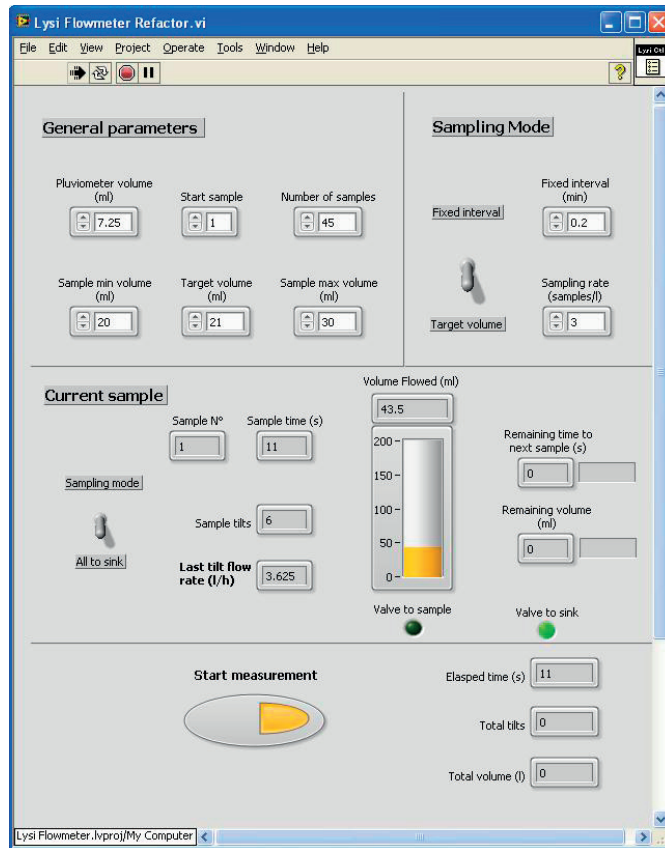 Lysi Flowmeter Refactor.vi
File Edit View Project Operate Tools Window Help
Lysi Ctrl
General parameters
Sampling Mode
Pluviometer volume
(ml)
7.25
Start sample
1
Number of samples
45
Fixed interval
Fixed interval
(min)
0.2
Sample min volume
(ml)
20
Target volume
(ml)
21
Sample max volume
(ml)
30
Target volume
Sampling rate
(samples/l)
3
Current sample
Sample N°
1
Sample time (s)
11
Sampling mode
All to sink
Sample tilts
6
Last tilt flow
rate (l/h)
3.625
Volume Flowed (ml)
43.5
200
150
100
50
0
Remaining time to
next sample (s)
0
Remaining volume
(ml)
0
Valve to sample
Valve to sink
Start measurement
Elasped time (s)
11
Total tilts
0
Total volume (l)
0
Lysi Flowmeter.lvproj/My Computer